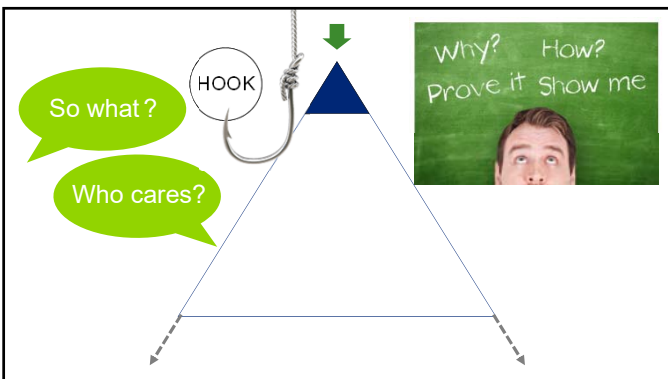 HOOK
So what ?
Who cares?
Why? How?
Prove it Show me